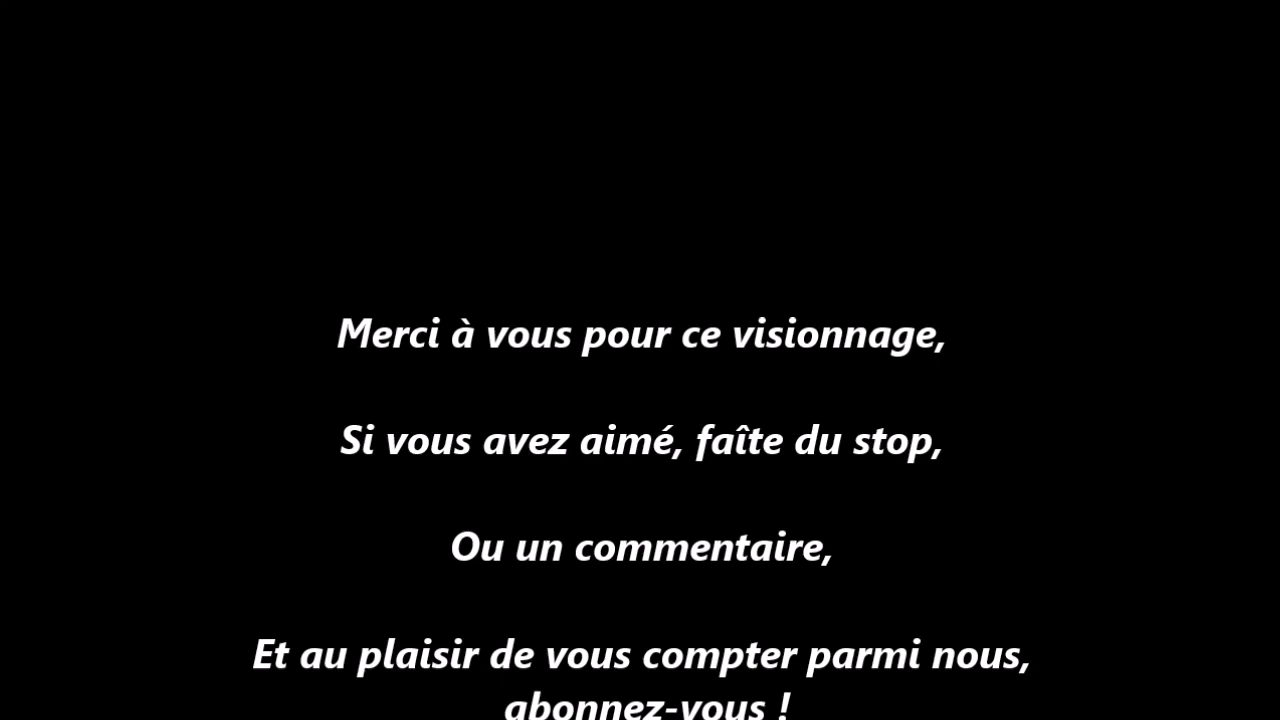 Merci à vous pour ce visionnage,
Si vous avez aimé, faîte du stop,
Ou un commentaire,
Et au plaisir de vous compter parmi nous,
abonnez-vous !